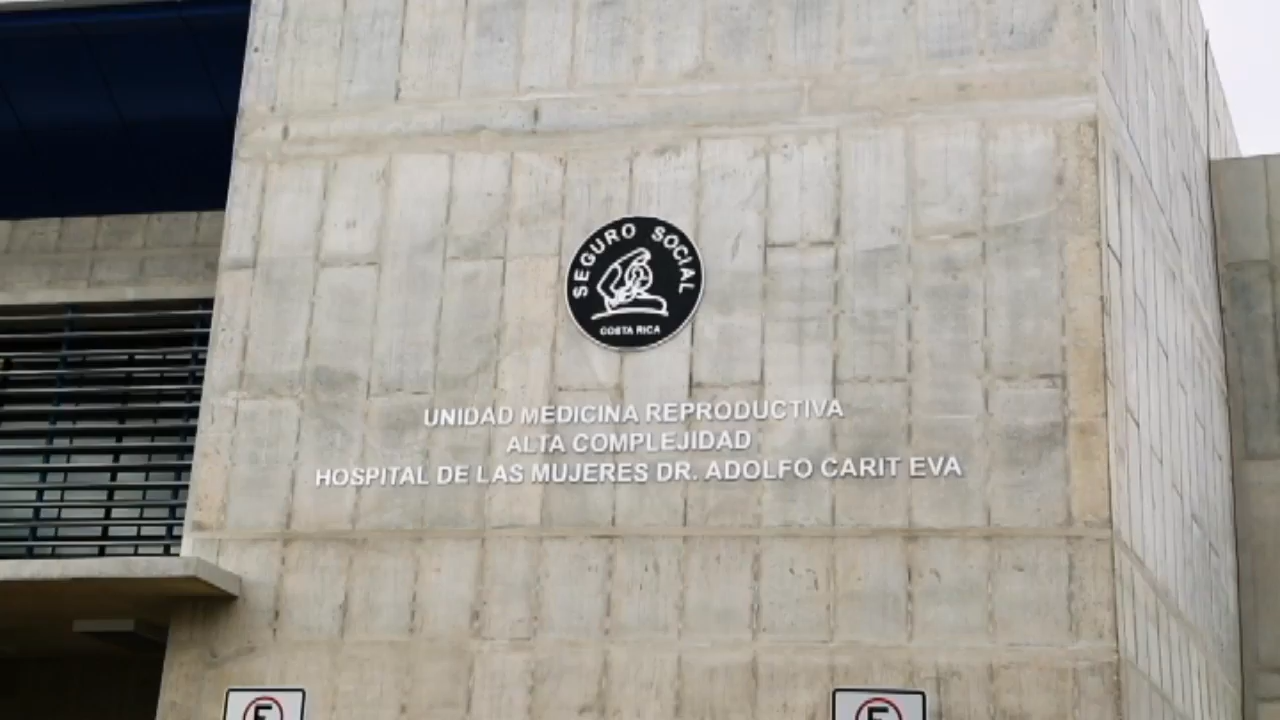 SEGURO SOCIAL
COSTA RICA
UNIDAD MEDICINA REPRODUCTIVA
ALTA COMPLEJIDAD
HOSPITAL DE LAS MUJERES DR. ADOLFO CARIT EVA
E
E